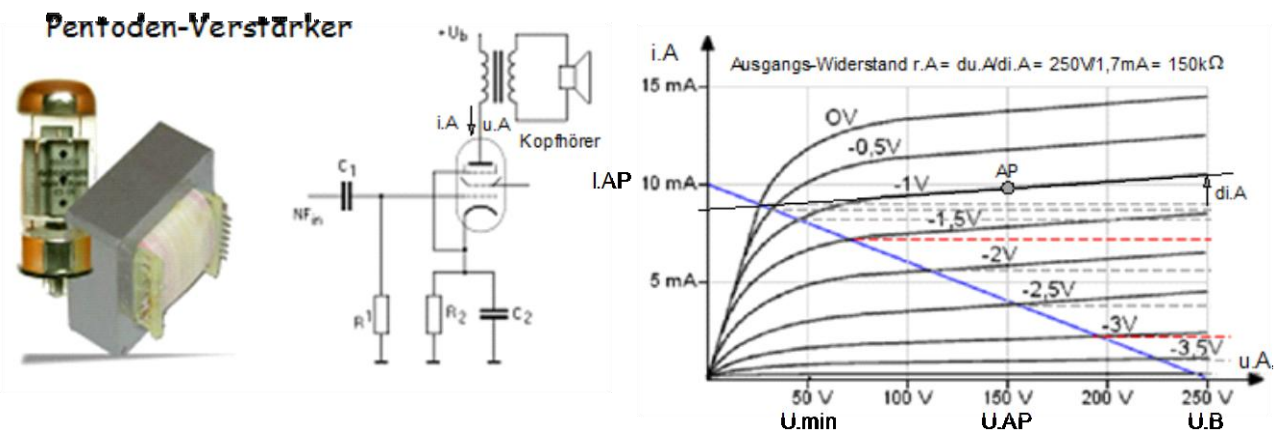 Pentoden-Verstärker
+Ub
i.A
u.A
Kopfhörer
C1
NFin
R1
R2
C2
i.A
Ausgangs-Widerstand r.A = du.A/di.A = 250V/1,7mA = 150kΩ
15 mA
0V
-0,5V
AP
I.AP
10 mA
-1V
di.A
-1,5V
-2V
5 mA
-2,5V
-3V
-3,5V
u.A,
50 V
100 V
150 V
200 V
250 V
U.min
U.AP
U.B